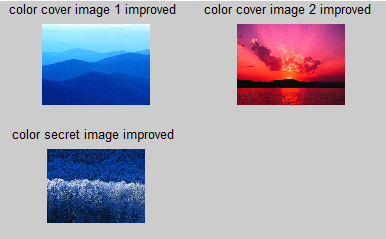 color cover image 1 improved
color cover image 2 improved
color secret image improved